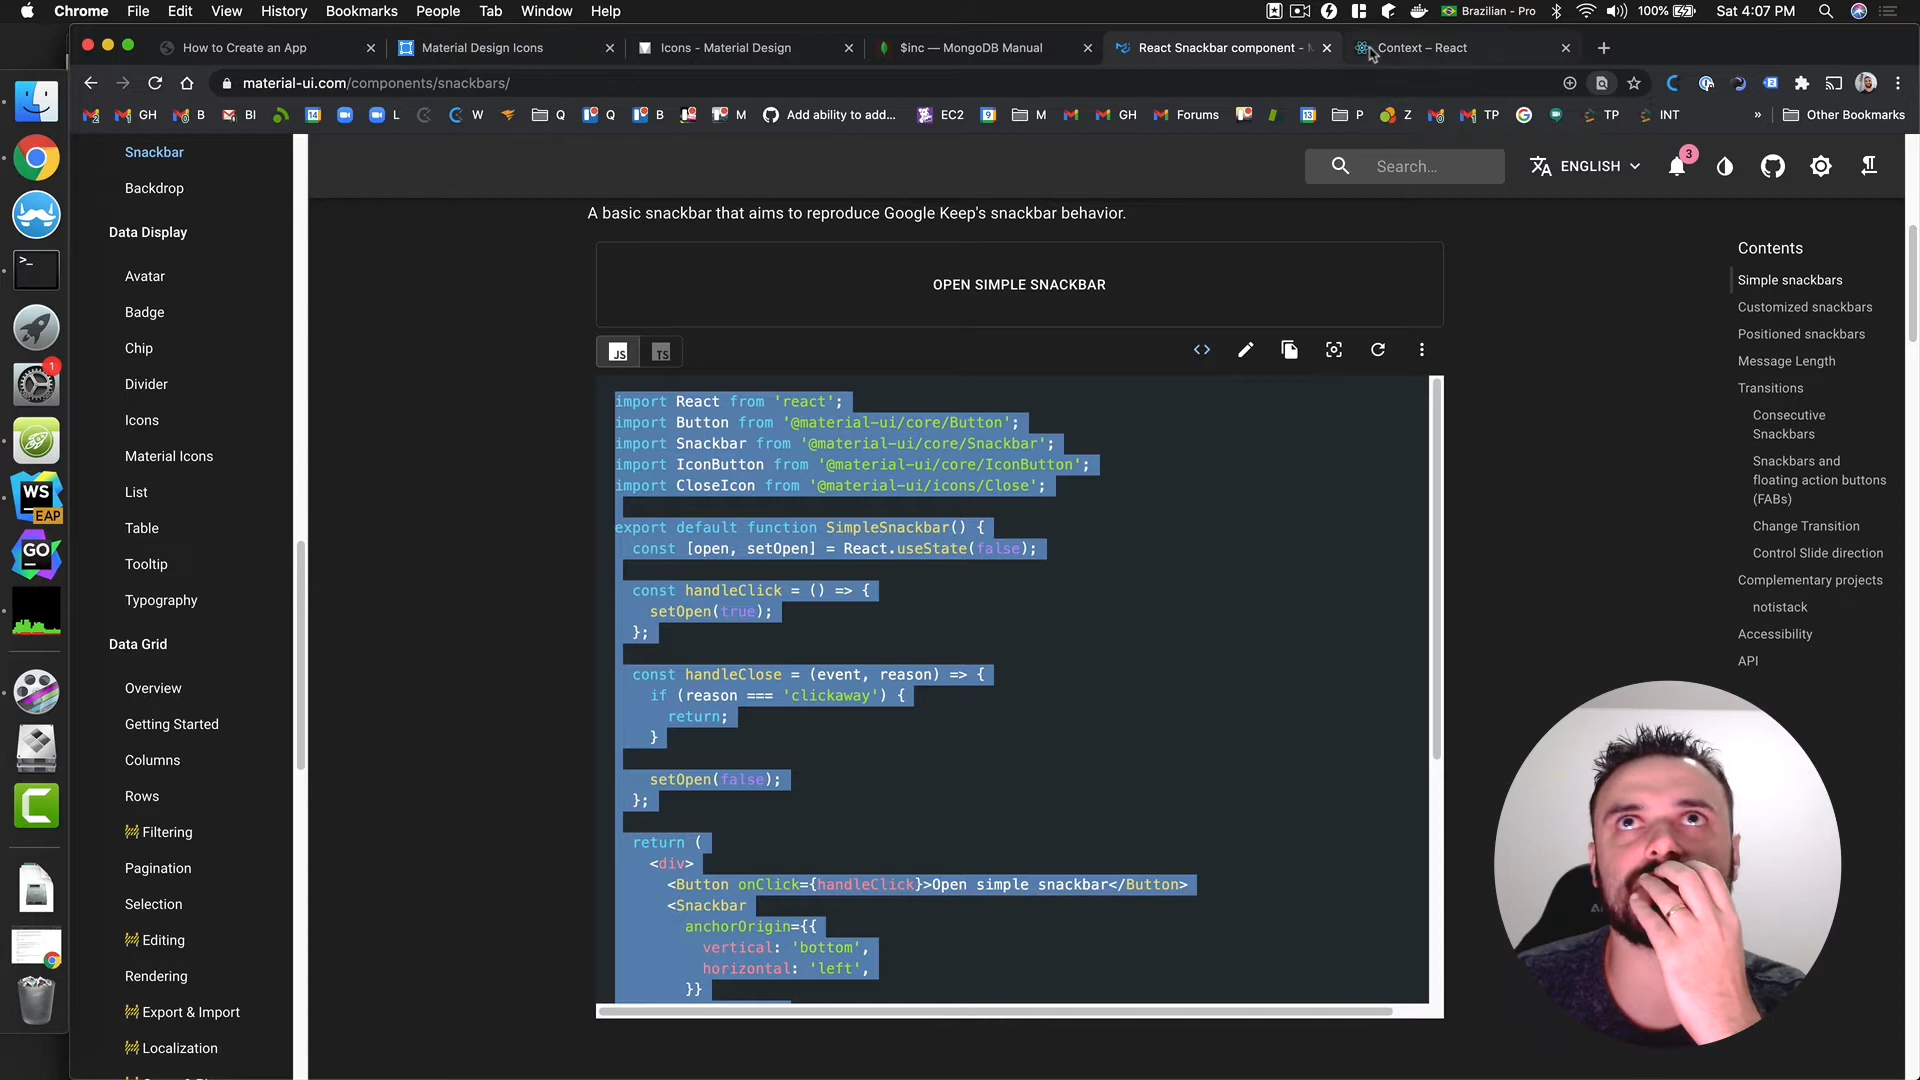 Chrome File Edit View History Bookmarks People Tab Window Help
Brazilian - Pro 100% Sat 4:07 PM
How to Create an App
Material Design Icons
Icons - Material Design
$inc — MongoDB Manual
React Snackbar component - M
Context – React
material-ui.com/components/snackbars/
GH B BI 14 L W Q Q B M Add ability to add... EC2 9 M GH Forums 13 P Z TP TP INT » Other Bookmarks
Snackbar
Backdrop
Data Display
Avatar
Badge
Chip
Divider
Icons
Material Icons
List
Table
Tooltip
Typography
Data Grid
Overview
Getting Started
Columns
Rows
Filtering
Pagination
Selection
Editing
Rendering
Export & Import
Localization
1
WS
EAP
GO
Search...
ENGLISH
3
A basic snackbar that aims to reproduce Google Keep's snackbar behavior.
OPEN SIMPLE SNACKBAR
JS TS
import React from 'react';
import Button from '@material-ui/core/Button';
import Snackbar from '@material-ui/core/Snackbar';
import IconButton from '@material-ui/core/IconButton';
import CloseIcon from '@material-ui/icons/Close';
export default function SimpleSnackbar() {
const [open, setOpen] = React.useState(false);
const handleClick = () => {
setOpen(true);
};
const handleClose = (event, reason) => {
if (reason === 'clickaway') {
return;
}
setOpen(false);
};
return (
<div>
<Button onClick={handleClick}>Open simple snackbar</Button>
<Snackbar
anchorOrigin={{
vertical: 'bottom',
horizontal: 'left',
}}
Contents
Simple snackbars
Customized snackbars
Positioned snackbars
Message Length
Transitions
Consecutive
Snackbars
Snackbars and
floating action buttons
(FABs)
Change Transition
Control Slide direction
Complementary projects
notistack
Accessibility
API